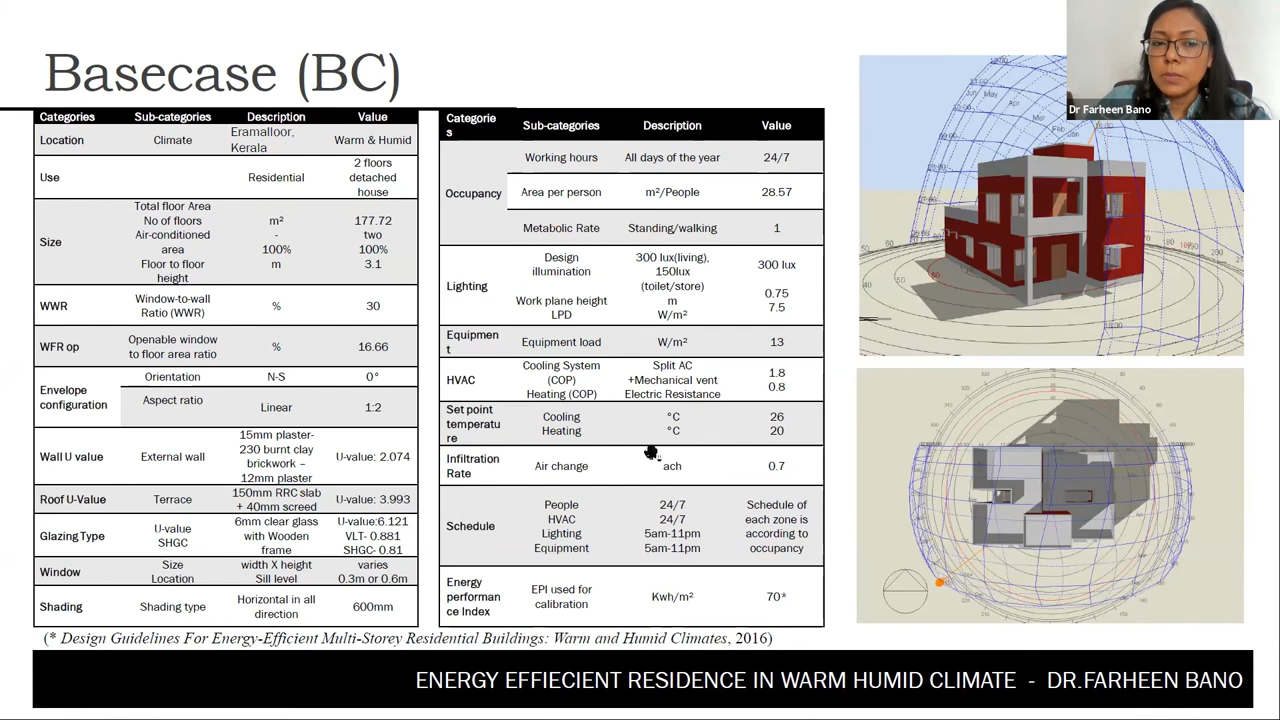 Basecase (BC)
Categories Sub-categories Description Value
Location Climate Eramalloor, Kerala Warm & Humid
Use Residential 2 floors detached house
Size
Total floor Area m² 177.72
No of floors - two
Air-conditioned area 100% 100%
Floor to floor height m 3.1
WWR Window-to-wall Ratio (WWR) % 30
WFR op Openable window to floor area ratio % 16.66
Envelope configuration
Orientation N-S 0°
Aspect ratio Linear 1:2
Wall U value External wall 15mm plaster- 230 burnt clay brickwork – 12mm plaster U-value: 2.074
Roof U-Value Terrace 150mm RRC slab + 40mm screed U-value: 3.993
Glazing Type U-value SHGC 6mm clear glass with Wooden frame U-value:6.121 VLT- 0.881 SHGC- 0.81
Window Size Location width X height Sill level varies 0.3m or 0.6m
Shading Shading type Horizontal in all direction 600mm
Categories Sub-categories Description Value
Occupancy
Working hours All days of the year 24/7
Area per person m²/People 28.57
Metabolic Rate Standing/walking 1
Lighting
Design illumination 300 lux(living), 150lux (toilet/store) 300 lux
Work plane height m 0.75
LPD W/m² 7.5
Equipment Equipment load W/m² 13
HVAC
Cooling System (COP) Split AC +Mechanical vent 1.8
Heating (COP) Electric Resistance 0.8
Set point temperature
Cooling °C 26
Heating °C 20
Infiltration Rate Air change ach 0.7
Schedule
People 24/7
HVAC 24/7
Lighting 5am-11pm
Equipment 5am-11pm
Schedule of each zone is according to occupancy
Energy performance Index EPI used for calibration Kwh/m² 70*
(* Design Guidelines For Energy-Efficient Multi-Storey Residential Buildings: Warm and Humid Climates, 2016)
ENERGY EFFIECIENT RESIDENCE IN WARM HUMID CLIMATE - DR.FARHEEN BANO
Dr Farheen Bano